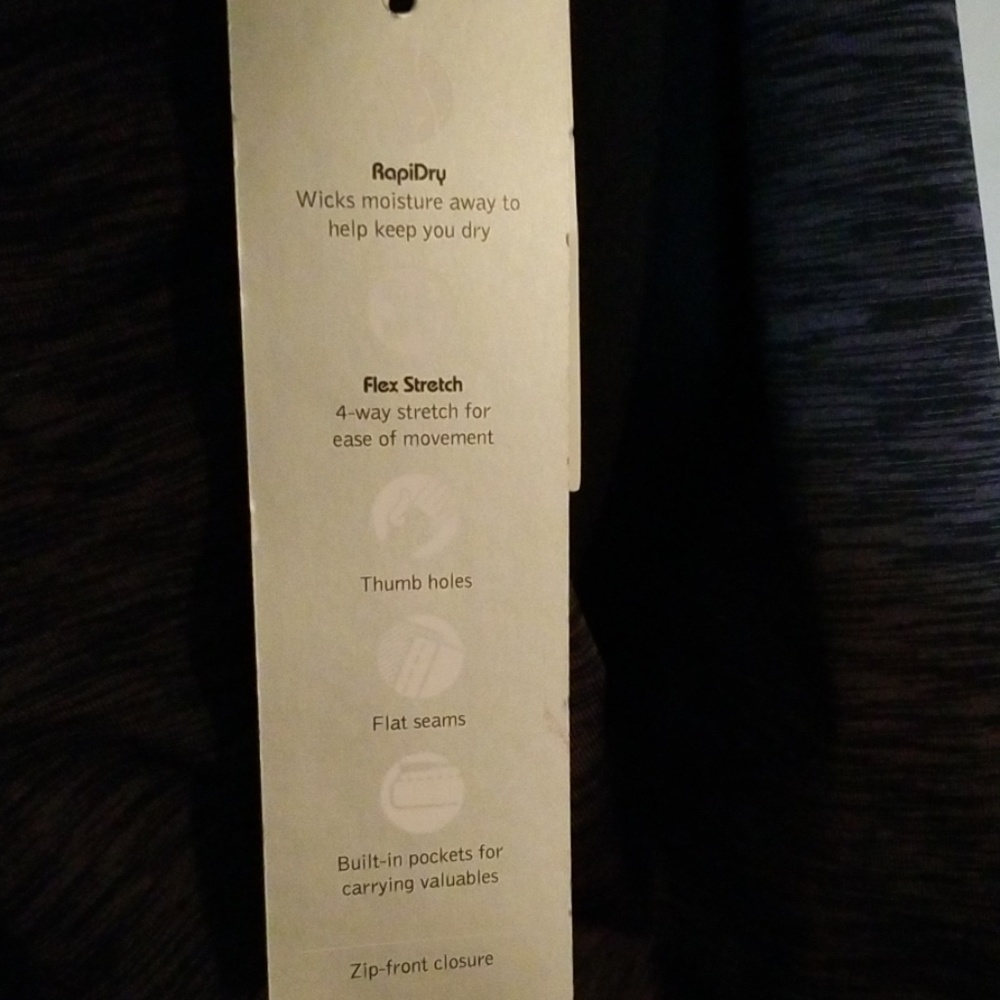 RapiDry
Wicks moisture away to
help keep you dry
Flex Stretch
4-way stretch for
ease of movement
Thumb holes
Flat seams
Built-in pockets for
carrying valuables
Zip-front closure